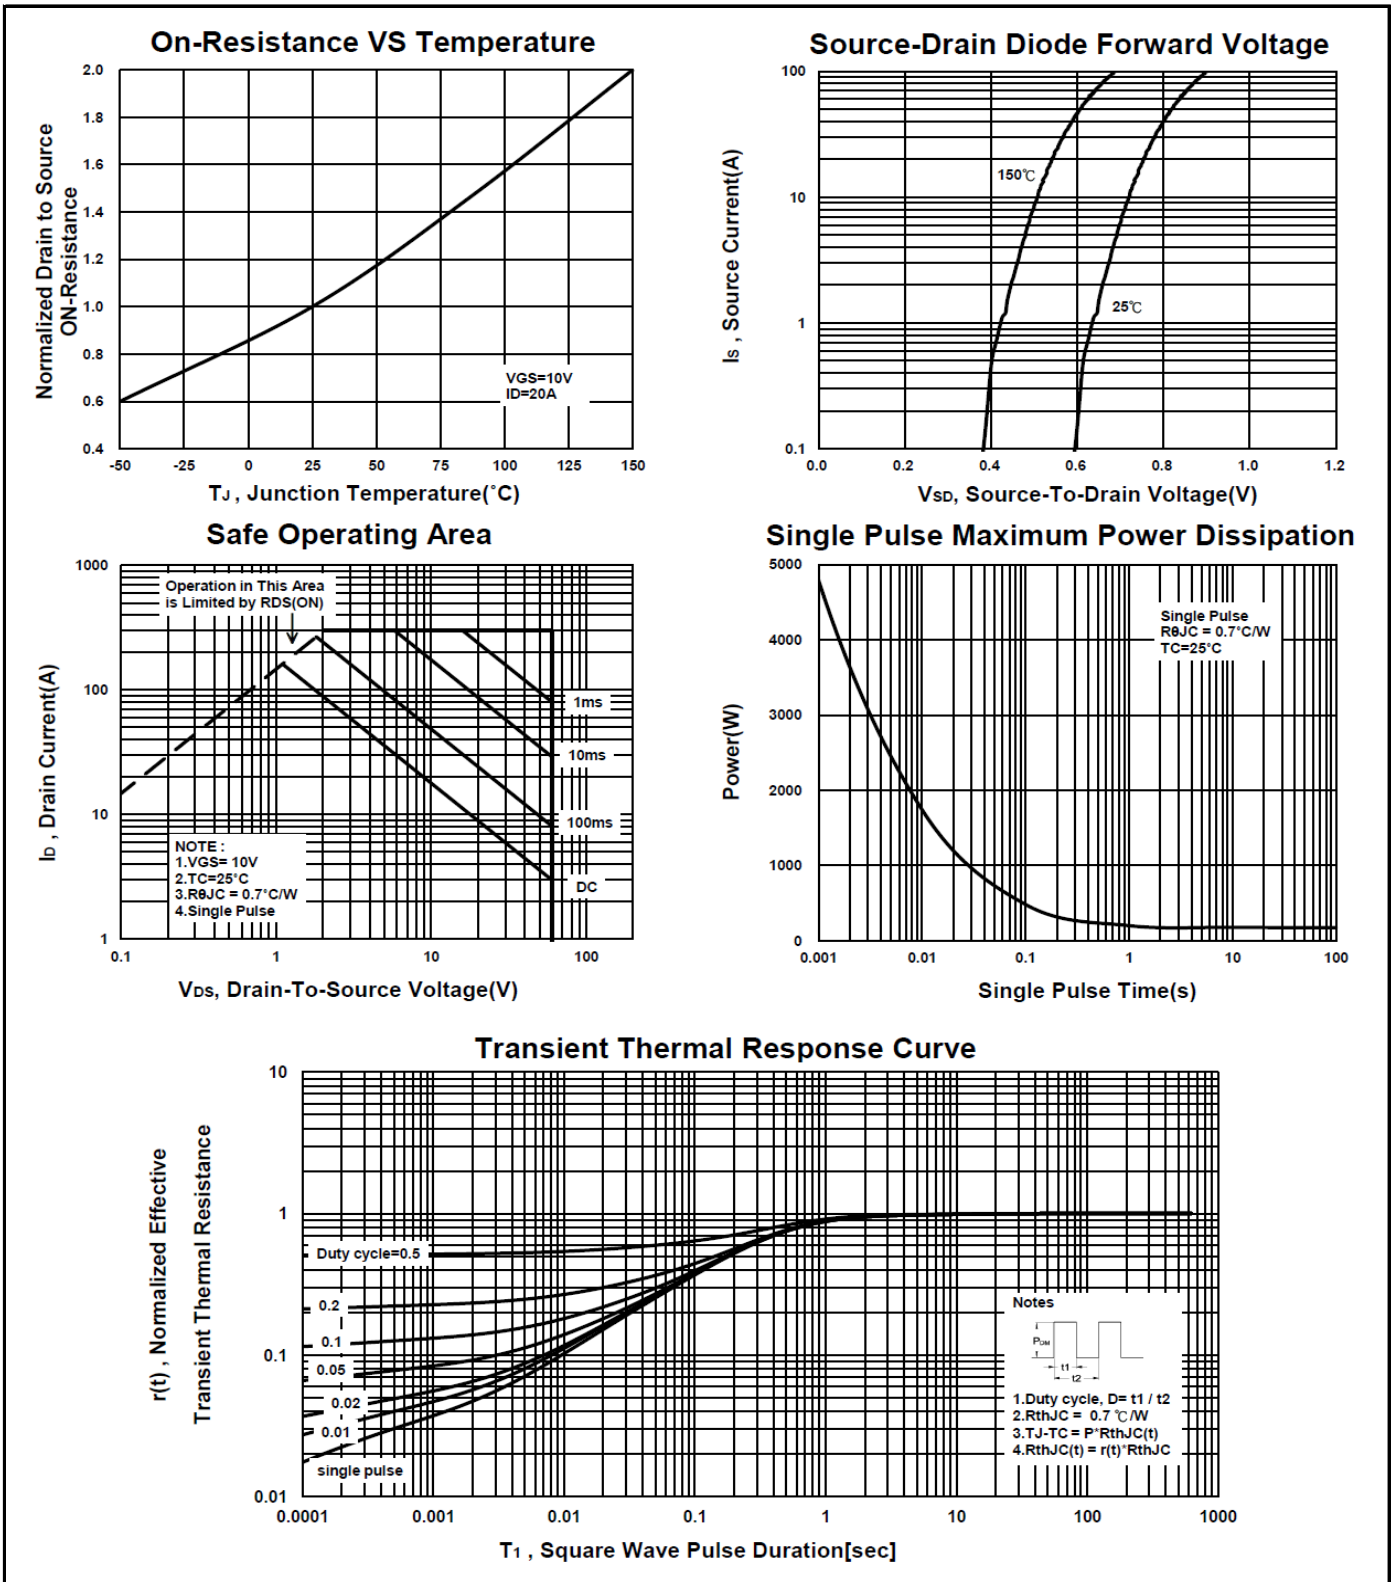 On-Resistance VS Temperature
Normalized Drain to Source
ON-Resistance
2.0
1.8
1.6
1.4
1.2
1.0
0.8
0.6
0.4
VGS=10V
ID=20A
-50 -25 0 25 50 75 100 125 150
TJ , Junction Temperature(˚C)
Source-Drain Diode Forward Voltage
IS , Source Current(A)
100
10
1
0.1
150℃
25℃
0.0 0.2 0.4 0.6 0.8 1.0 1.2
VSD, Source-To-Drain Voltage(V)
Safe Operating Area
ID , Drain Current(A)
1000
100
10
1
Operation in This Area
is Limited by RDS(ON)
1ms
10ms
100ms
DC
NOTE :
1.VGS= 10V
2.TC=25°C
3.RθJC = 0.7°C/W
4.Single Pulse
0.1 1 10 100
VDS, Drain-To-Source Voltage(V)
Single Pulse Maximum Power Dissipation
Power(W)
5000
4000
3000
2000
1000
0
Single Pulse
RθJC = 0.7°C/W
TC=25°C
0.001 0.01 0.1 1 10 100
Single Pulse Time(s)
Transient Thermal Response Curve
r(t) , Normalized Effective
Transient Thermal Resistance
10
1
0.1
0.01
Duty cycle=0.5
0.2
0.1
0.05
0.02
0.01
single pulse
Notes
PDM
t1
t2
1.Duty cycle, D= t1 / t2
2.RthJC = 0.7 ℃/W
3.TJ-TC = P*RthJC(t)
4.RthJC(t) = r(t)*RthJC
0.0001 0.001 0.01 0.1 1 10 100 1000
T1 , Square Wave Pulse Duration[sec]